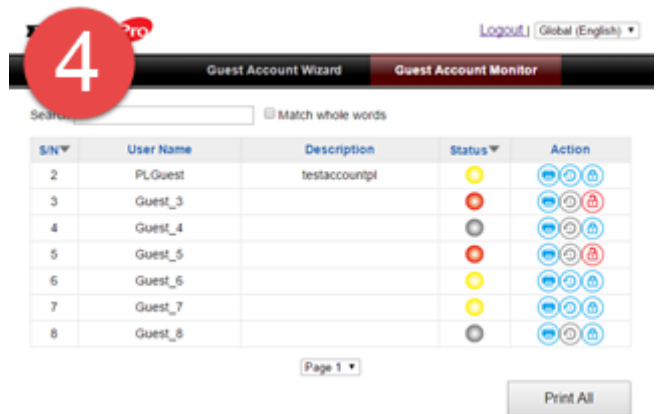 4
Pro
Logout | Global (English)
Guest Account Wizard Guest Account Monitor
Match whole words
S/N User Name Description Status Action
2 PLGuest testaccountpl
3 Guest_3
4 Guest_4
5 Guest_5
6 Guest_6
7 Guest_7
8 Guest_8
Page 1
Print All